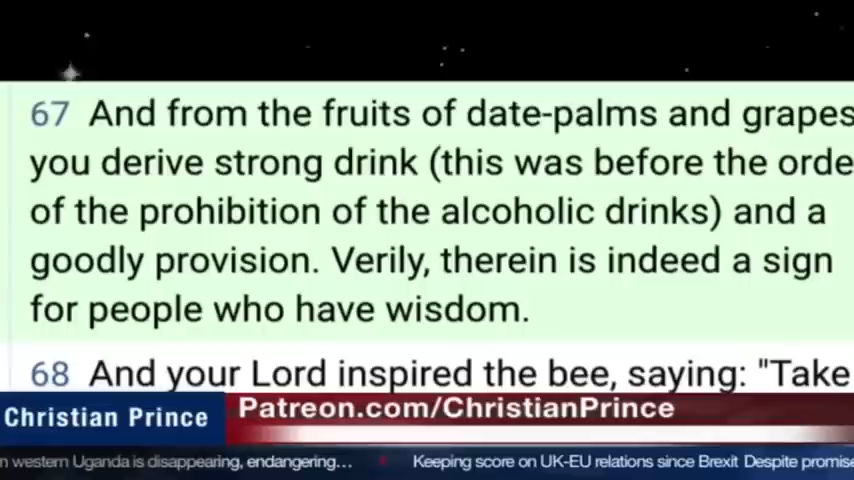 67 And from the fruits of date-palms and grapes
you derive strong drink (this was before the orde
of the prohibition of the alcoholic drinks) and a
goodly provision. Verily, therein is indeed a sign
for people who have wisdom.
68 And your Lord inspired the bee, saying: "Take
Christian Prince
Patreon.com/ChristianPrince
n western Uganda is disappearing, endangering... Keeping score on UK-EU relations since Brexit Despite promise